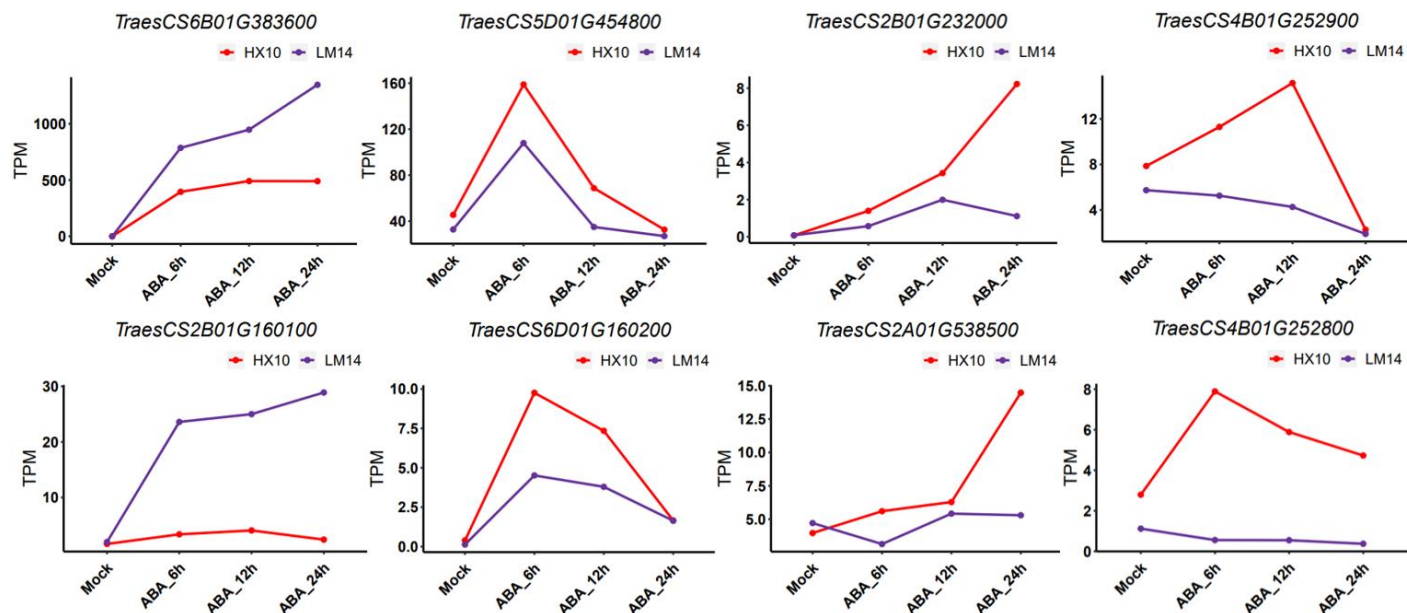 TraesCS6B01G383600
HX10 LM14
TPM
1000
500
0
Mock
ABA_6h
ABA_12h
ABA_24h
TraesCS5D01G454800
HX10 LM14
TPM
160
120
80
40
Mock
ABA_6h
ABA_12h
ABA_24h
TraesCS2B01G232000
HX10 LM14
TPM
8
6
4
2
0
Mock
ABA_6h
ABA_12h
ABA_24h
TraesCS4B01G252900
HX10 LM14
TPM
12
8
4
Mock
ABA_6h
ABA_12h
ABA_24h
TraesCS2B01G160100
HX10 LM14
TPM
30
20
10
Mock
ABA_6h
ABA_12h
ABA_24h
TraesCS6D01G160200
HX10 LM14
TPM
10.0
7.5
5.0
2.5
0.0
Mock
ABA_6h
ABA_12h
ABA_24h
TraesCS2A01G538500
HX10 LM14
TPM
15.0
12.5
10.0
7.5
5.0
Mock
ABA_6h
ABA_12h
ABA_24h
TraesCS4B01G252800
HX10 LM14
TPM
8
6
4
2
0
Mock
ABA_6h
ABA_12h
ABA_24h